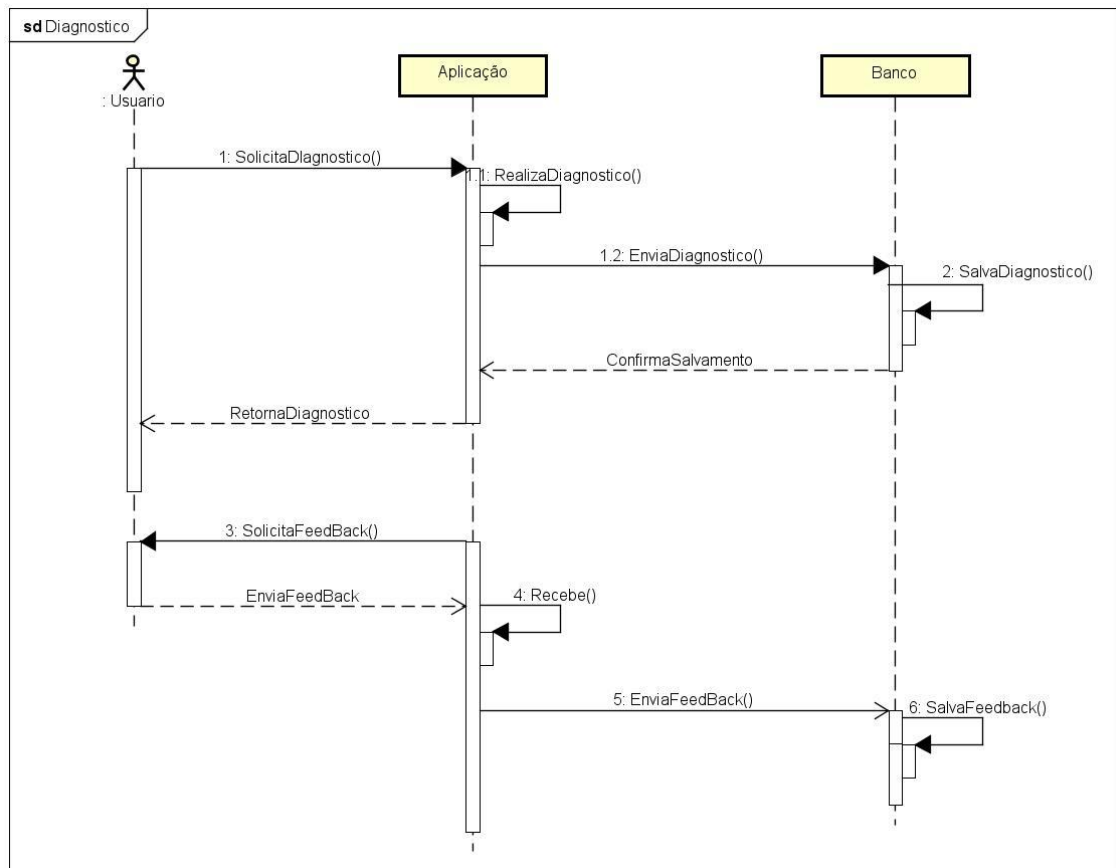 sd Diagnostico
: Usuario
Aplicação
Banco
1: SolicitaDIagnostico()
1.1: RealizaDiagnostico()
1.2: EnviaDiagnostico()
2: SalvaDiagnostico()
ConfirmaSalvamento
RetornaDiagnostico
3: SolicitaFeedBack()
EnviaFeedBack
4: Recebe()
5: EnviaFeedBack()
6: SalvaFeedback()